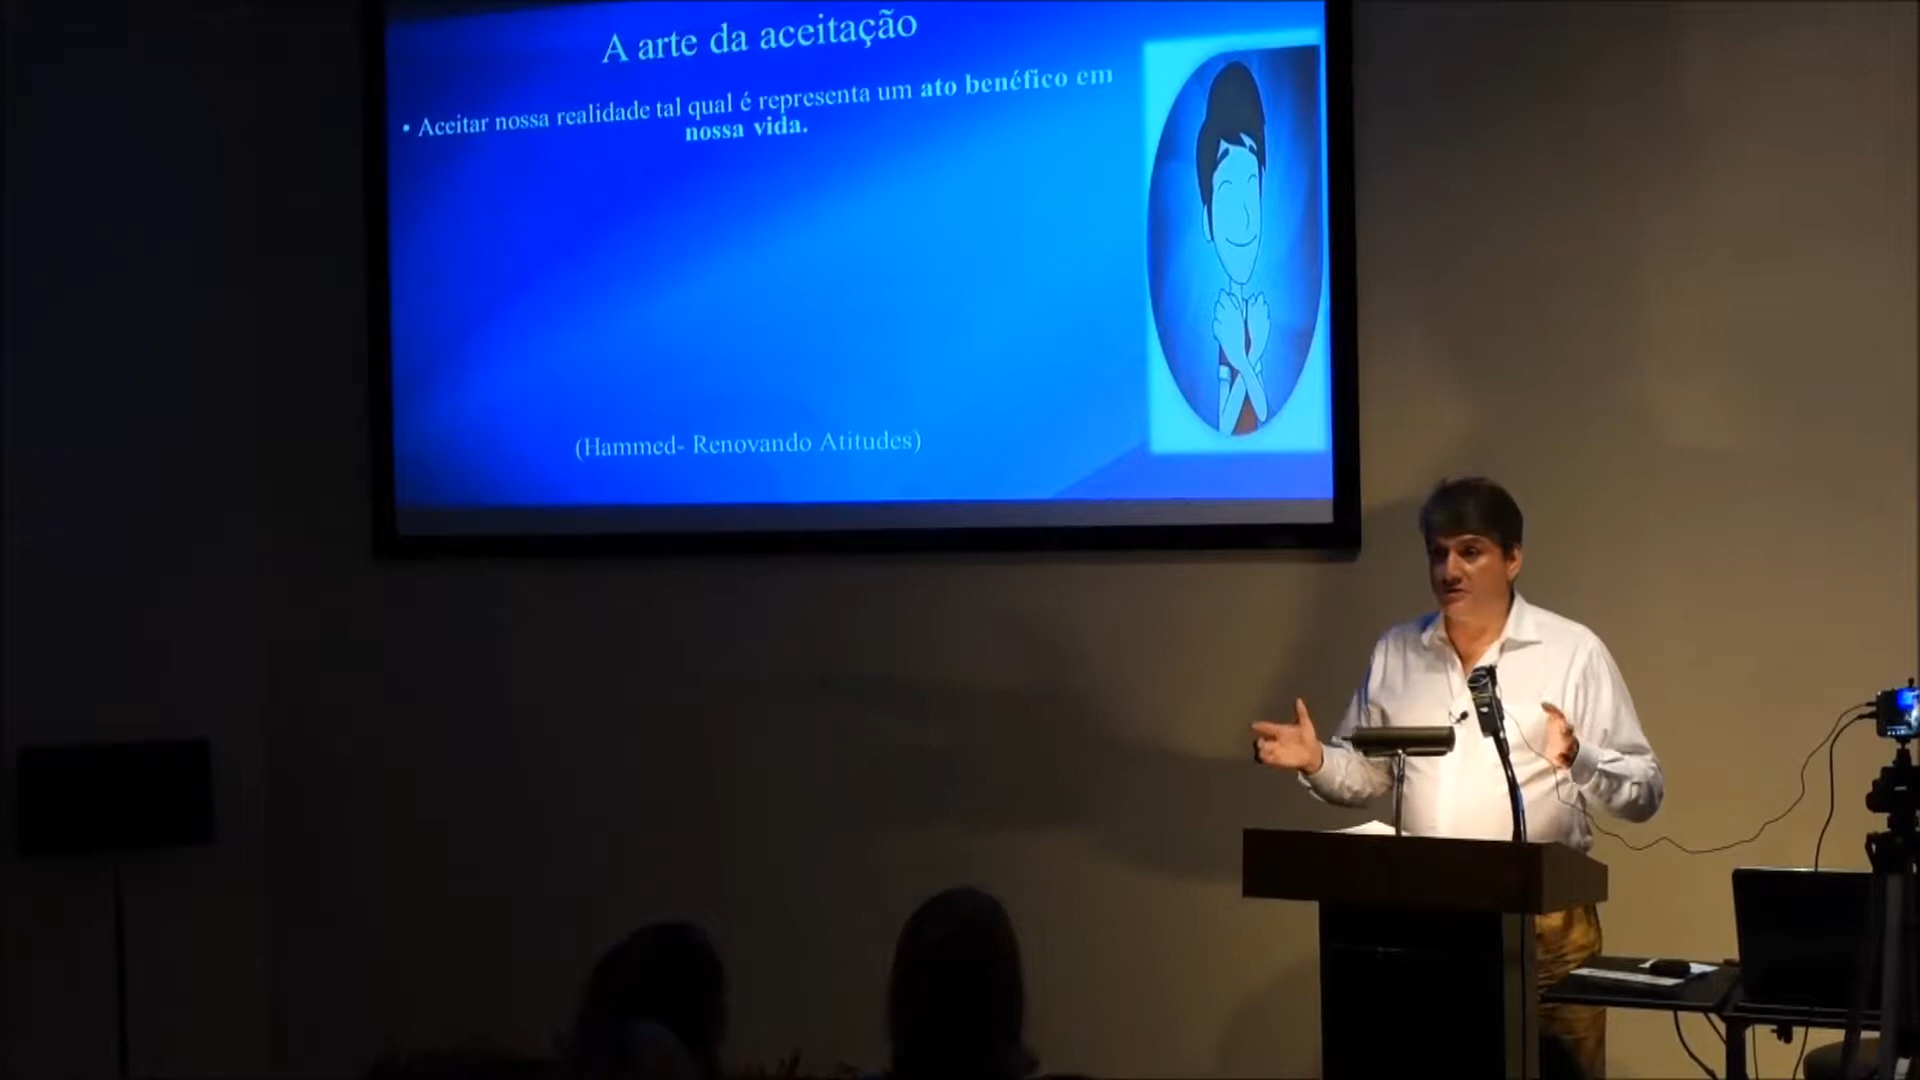 A arte da aceitação
• Aceitar nossa realidade tal qual é representa um ato benéfico em
nossa vida.
(Hammed- Renovando Atitudes)